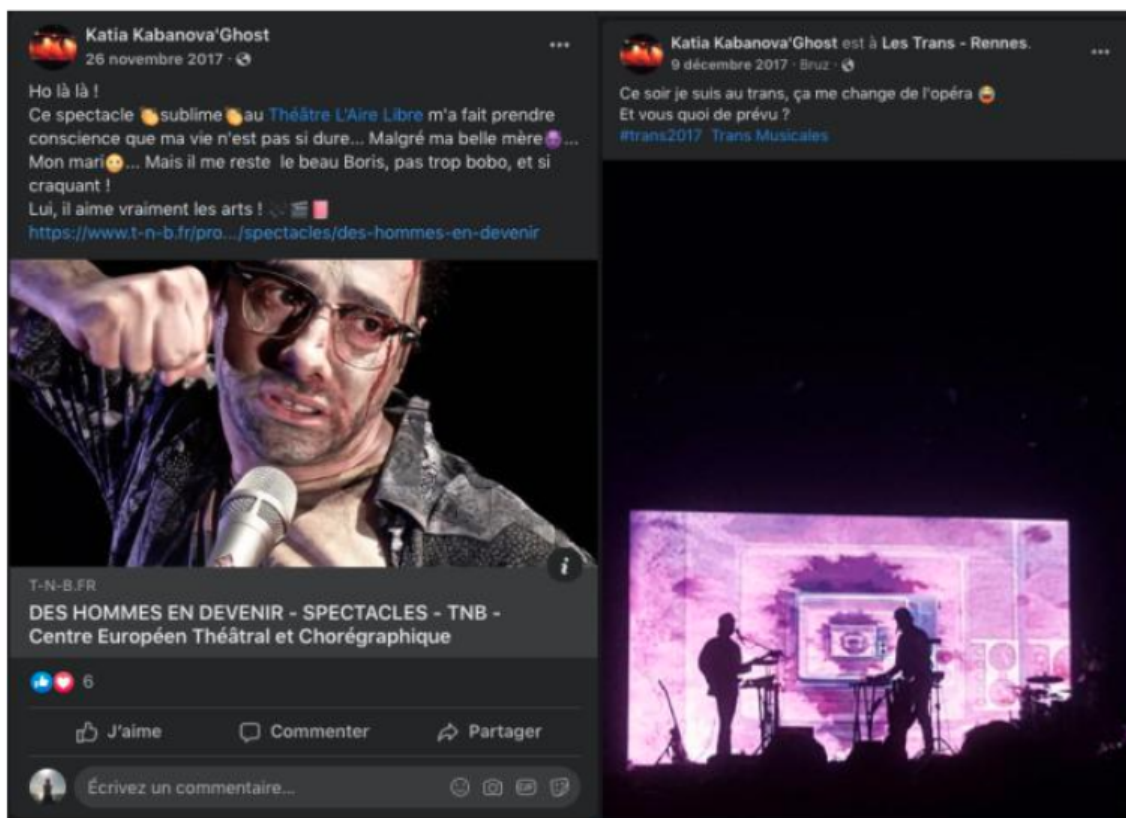 Katia Kabanova'Ghost
26 novembre 2017 ·
Ho là là !
Ce spectacle 👏sublime👏au Théâtre L'Aire Libre m'a fait prendre
conscience que ma vie n'est pas si dure... Malgré ma belle mère😈...
Mon mari😬... Mais il me reste le beau Boris, pas trop bobo, et si
craquant !
Lui, il aime vraiment les arts ! 🎶🎬📕
https://www.t-n-b.fr/pro.../spectacles/des-hommes-en-devenir
T-N-B.FR
DES HOMMES EN DEVENIR - SPECTACLES - TNB -
Centre Européen Théâtral et Chorégraphique
6
J'aime Commenter Partager
Écrivez un commentaire...
GIF
Katia Kabanova'Ghost est à Les Trans - Rennes.
9 décembre 2017 · Bruz ·
Ce soir je suis au trans, ça me change de l'opéra 😂
Et vous quoi de prévu ?
#trans2017 Trans Musicales